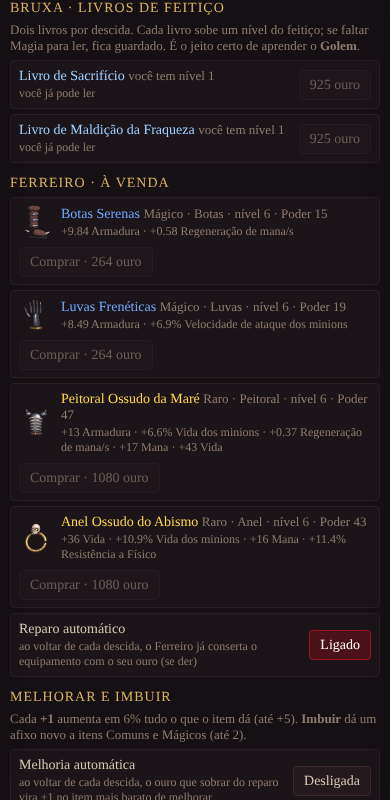 BRUXA · LIVROS DE FEITIÇO
Dois livros por descida. Cada livro sobe um nível do feitiço; se faltar
Magia para ler, fica guardado. É o jeito certo de aprender o Golem.
Livro de Sacrifício você tem nível 1
você já pode ler
925 ouro
Livro de Maldição da Fraqueza você tem nível 1
você já pode ler
925 ouro
FERREIRO · À VENDA
Botas Serenas Mágico · Botas · nível 6 · Poder 15
+9.84 Armadura · +0.58 Regeneração de mana/s
Comprar · 264 ouro
Luvas Frenéticas Mágico · Luvas · nível 6 · Poder 19
+8.49 Armadura · +6.9% Velocidade de ataque dos minions
Comprar · 264 ouro
Peitoral Ossudo da Maré Raro · Peitoral · nível 6 · Poder
47
+13 Armadura · +6.6% Vida dos minions · +0.37 Regeneração
de mana/s · +17 Mana · +43 Vida
Comprar · 1080 ouro
Anel Ossudo do Abismo Raro · Anel · nível 6 · Poder 43
+36 Vida · +10.9% Vida dos minions · +16 Mana · +11.4%
Resistência a Físico
Comprar · 1080 ouro
Reparo automático
ao voltar de cada descida, o Ferreiro já conserta o
equipamento com o seu ouro (se der)
Ligado
MELHORAR E IMBUIR
Cada +1 aumenta em 6% tudo o que o item dá (até +5). Imbuir dá um
afixo novo a itens Comuns e Mágicos (até 2).
Melhoria automática
ao voltar de cada descida, o ouro que sobrar do reparo
vira +1 no item mais barato de melhorar
Desligada